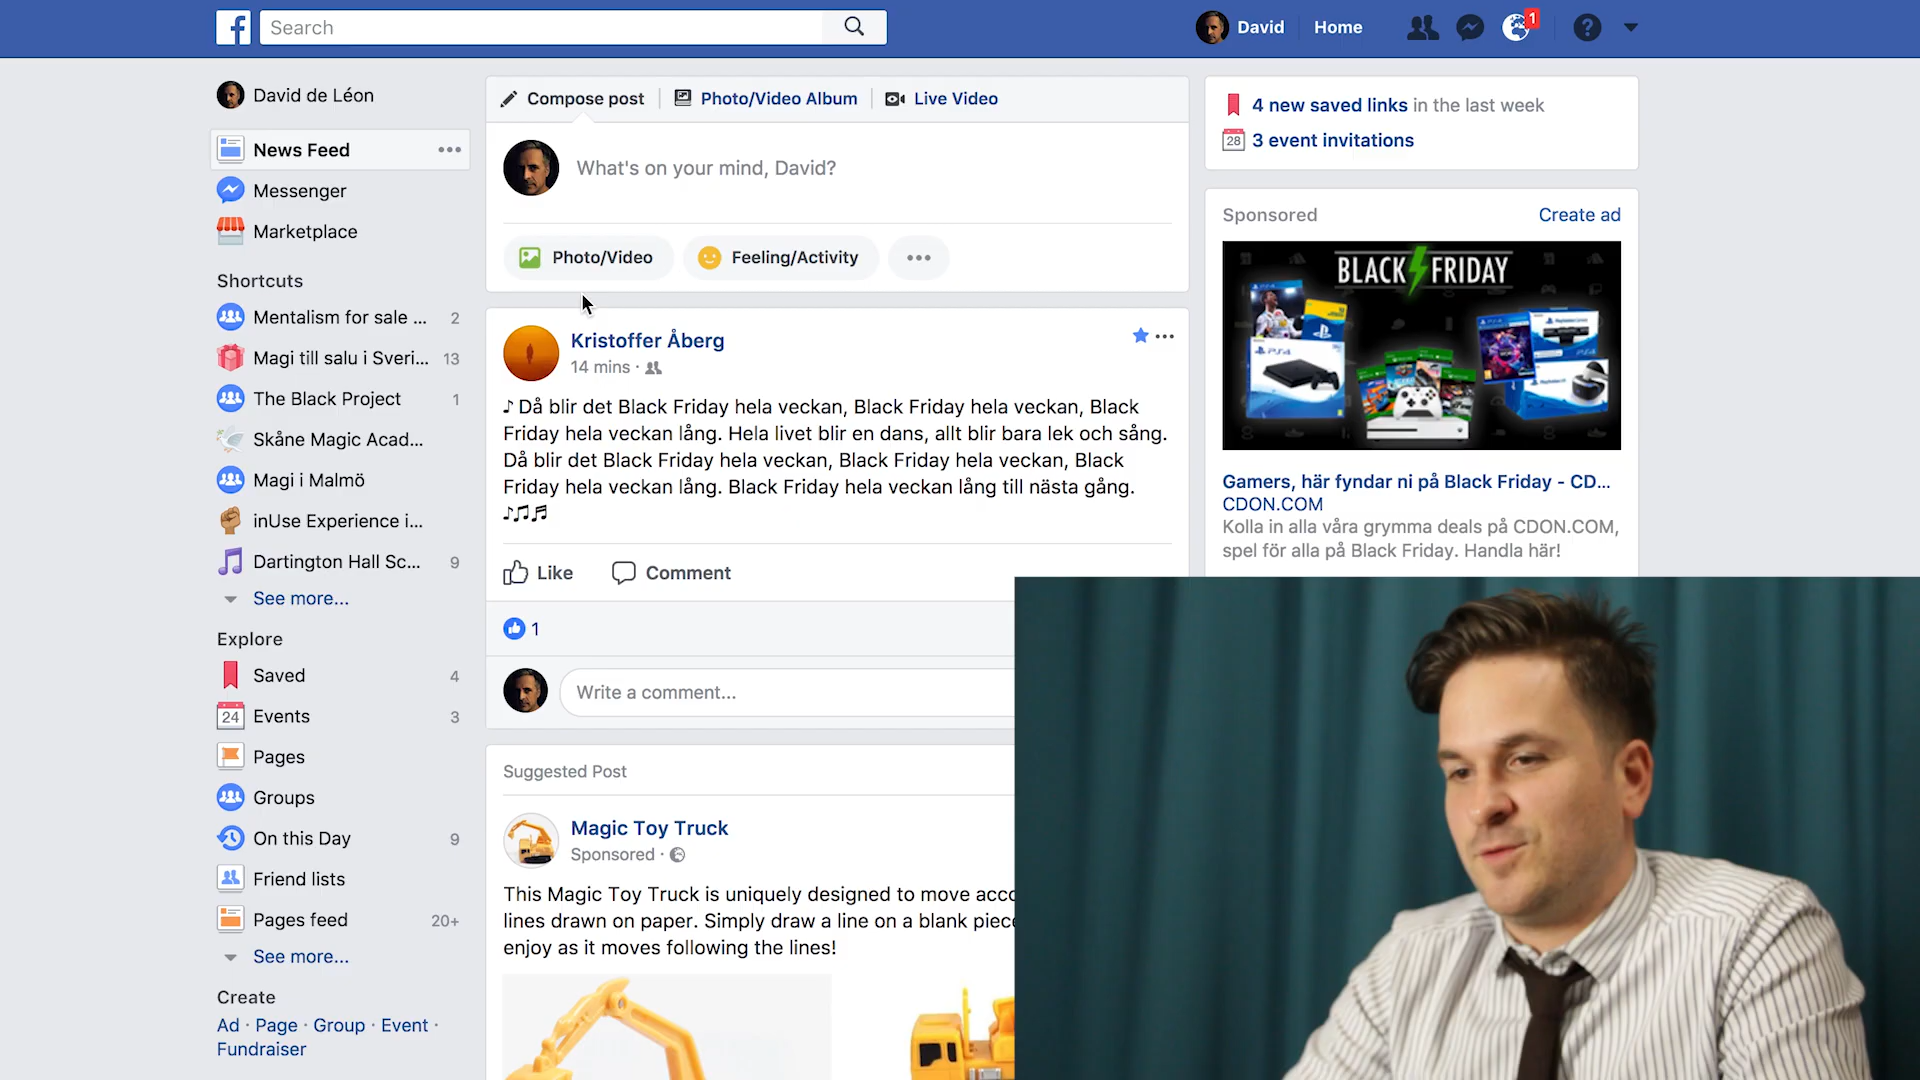 Search
David
Home
1
David de Léon
News Feed
Messenger
Marketplace
Shortcuts
Mentalism for sale ... 2
Magi till salu i Sveri... 13
The Black Project 1
Skåne Magic Acad...
Magi i Malmö
inUse Experience i...
Dartington Hall Sc... 9
See more...
Explore
Saved 4
24 Events 3
Pages
Groups
On this Day 9
Friend lists
Pages feed 20+
See more...
Create
Ad · Page · Group · Event ·
Fundraiser
Compose post
Photo/Video Album
Live Video
What's on your mind, David?
Photo/Video
Feeling/Activity
Kristoffer Åberg
14 mins ·
♪ Då blir det Black Friday hela veckan, Black Friday hela veckan, Black
Friday hela veckan lång. Hela livet blir en dans, allt blir bara lek och sång.
Då blir det Black Friday hela veckan, Black Friday hela veckan, Black
Friday hela veckan lång. Black Friday hela veckan lång till nästa gång.
♪♫♬
Like
Comment
1
Write a comment...
Suggested Post
Magic Toy Truck
Sponsored ·
This Magic Toy Truck is uniquely designed to move acco
lines drawn on paper. Simply draw a line on a blank piece
enjoy as it moves following the lines!
4 new saved links in the last week
28 3 event invitations
Sponsored
Create ad
BLACK FRIDAY
Gamers, här fyndar ni på Black Friday - CD...
CDON.COM
Kolla in alla våra grymma deals på CDON.COM,
spel för alla på Black Friday. Handla här!